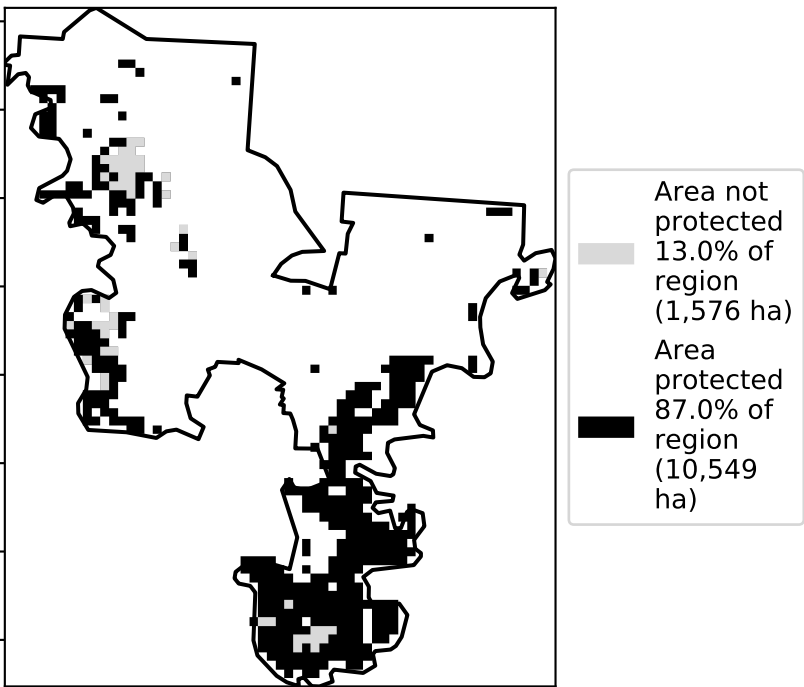 Area not
protected
13.0% of
region
(1,576 ha)
Area
protected
87.0% of
region
(10,549
ha)